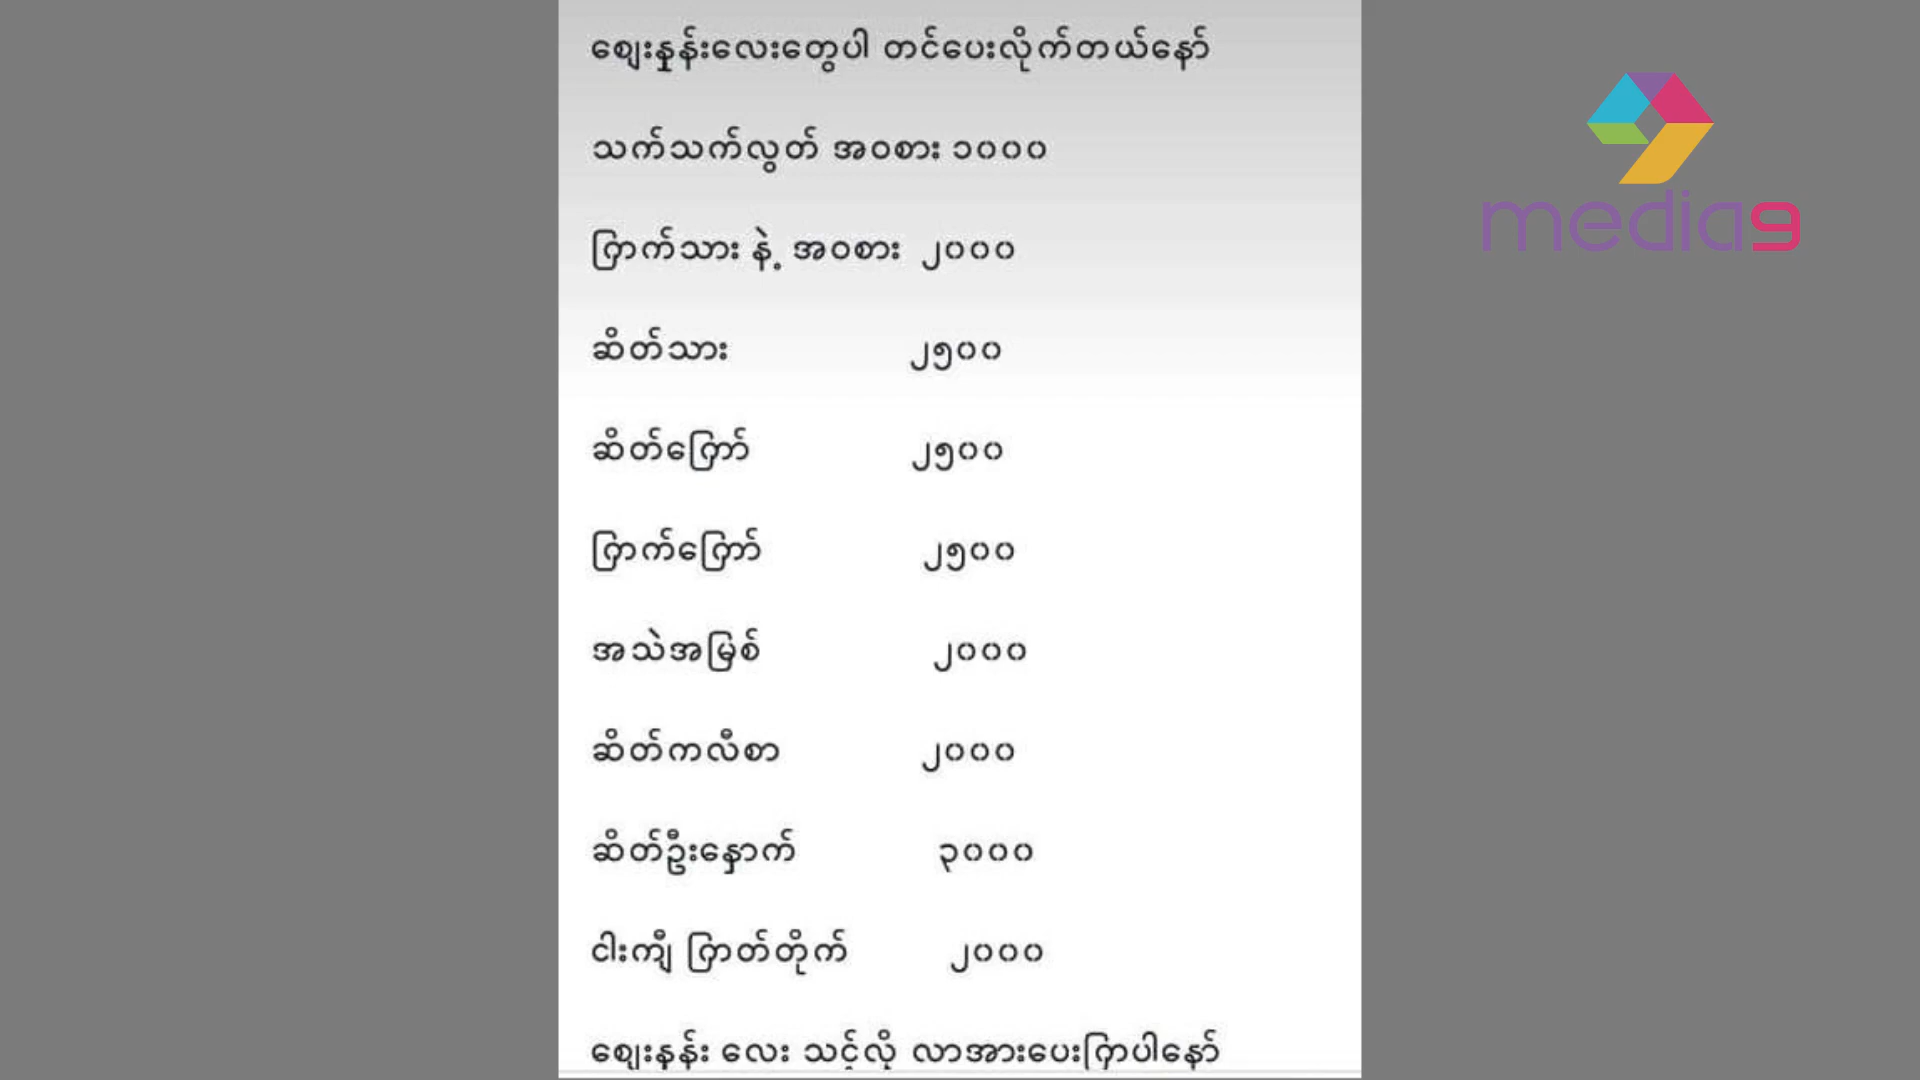 ဈေးနှုန်းလေးတွေပါ တင်ပေးလိုက်တယ်နော်
သက်သက်လွတ် အဝစား ၁၀၀၀
ကြက်သား နဲ့ အဝစား ၂၀၀၀
ဆိတ်သား ၂၅၀၀
ဆိတ်ကြော် ၂၅၀၀
ကြက်ကြော် ၂၅၀၀
အသဲအမြစ် ၂၀၀၀
ဆိတ်ကလီစာ ၂၀၀၀
ဆိတ်ဦးနှောက် ၃၀၀၀
ငါးကျီ ကြတ်တိုက် ၂၀၀၀
ဈေးနှုန်း လေး သင့်လို့ လာအားပေးကြပါနော်
media9